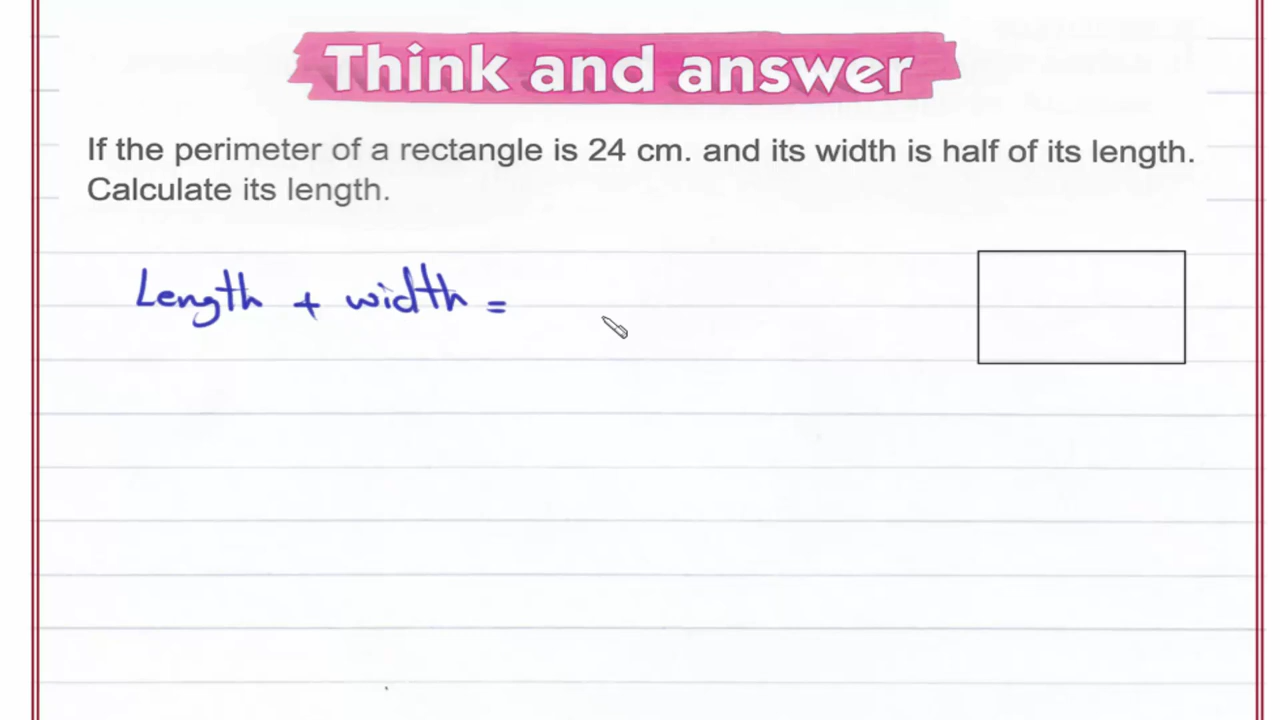 Think and answer
If the perimeter of a rectangle is 24 cm. and its width is half of its length.
Calculate its length.
Length + width =